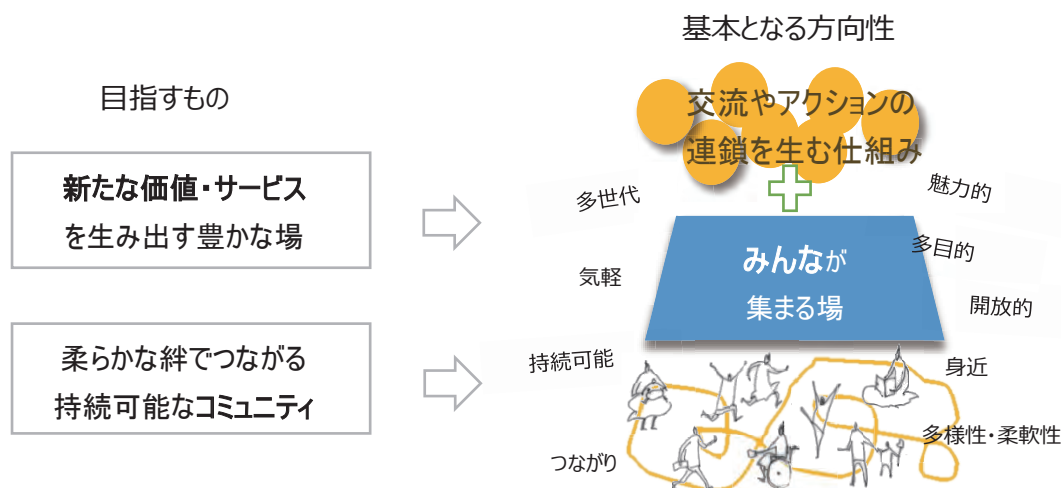 目指すもの
新たな価値・サービス
を生み出す豊かな場
柔らかな絆でつながる
持続可能なコミュニティ
基本となる方向性
交流やアクションの
連鎖を生む仕組み
多世代
魅力的
みんなが
集まる場
多目的
気軽
開放的
持続可能
身近
多様性・柔軟性
つながり